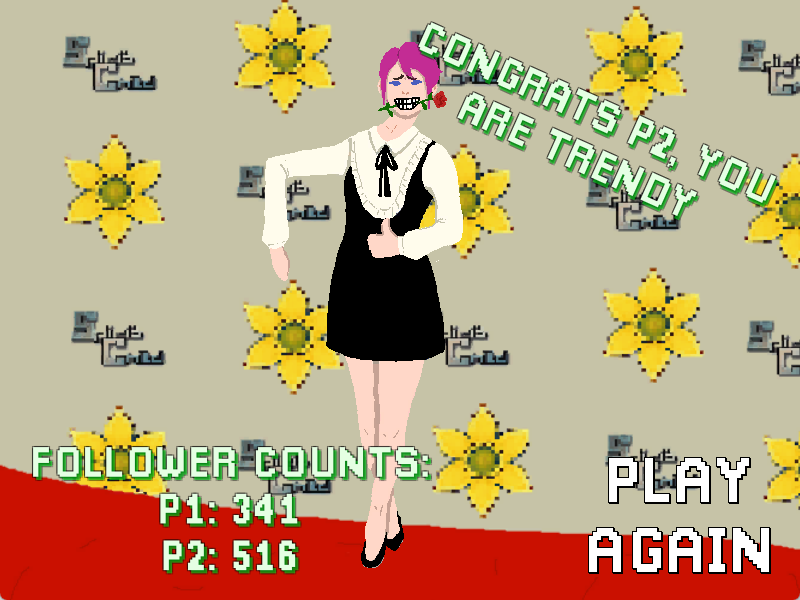 CONGRATS P2, YOU
ARE TRENDY
FOLLOWER COUNTS:
P1: 341
P2: 516
PLAY
AGAIN